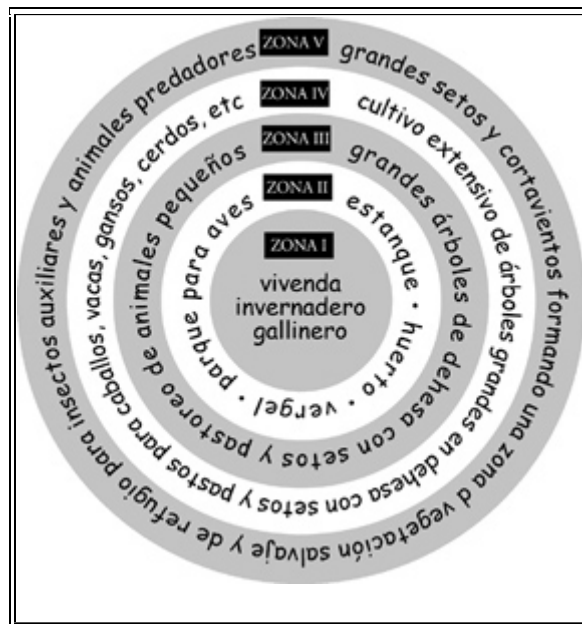 ZONA V
grandes setos y cortavientos formando una zona d vegetación salvaje y de refugio para insectos auxiliares y animales predadores
ZONA IV
cultivo extensivo de árboles grandes en dehesa con setos y pastos para caballos, vacas, gansos, cerdos, etc
ZONA III
grandes árboles de dehesa con setos y pastoreo de animales pequeños
ZONA II
estanque · huerto · vergel · parque para aves
ZONA I
vivenda
invernadero
gallinero